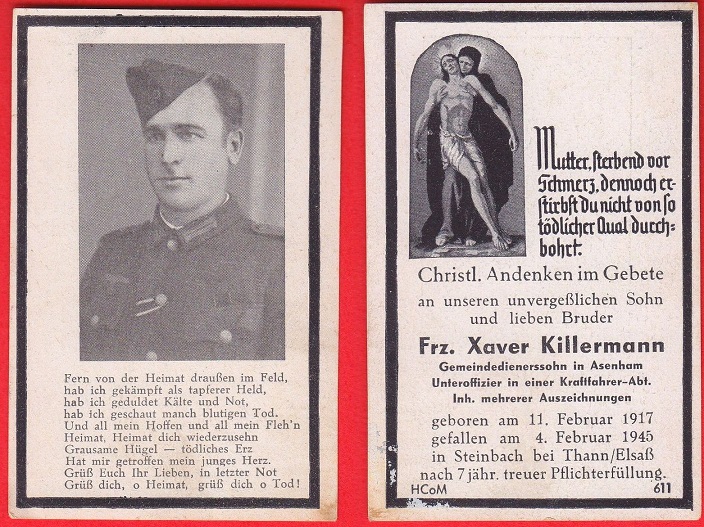 Fern von der Heimat draußen im Feld,
hab ich gekämpft als tapferer Held,
hab ich geduldet Kälte und Not,
hab ich geschaut manch blutigen Tod.
Und all mein Hoffen und all mein Fleh'n
Heimat, Heimat dich wiederzusehn
Grausame Hügel — tödliches Erz
Hat mir getroffen mein junges Herz.
Grüß Euch Ihr Lieben, in letzter Not
Grüß dich, o Heimat, grüß dich o Tod!
Mutter, sterbend vor
Schmerz, dennoch er-
stirbst Du nicht von so
tödlicher Qual durch-
bohrt.
Christl. Andenken im Gebete
an unseren unvergeßlichen Sohn
und lieben Bruder
Frz. Xaver Killermann
Gemeindedienerssohn in Asenham
Unteroffizier in einer Kraftfahrer-Abt.
Inh. mehrerer Auszeichnungen
geboren am 11. Februar 1917
gefallen am 4. Februar 1945
in Steinbach bei Thann/Elsaß
nach 7 jähr. treuer Pflichterfüllung.
HCoM 611